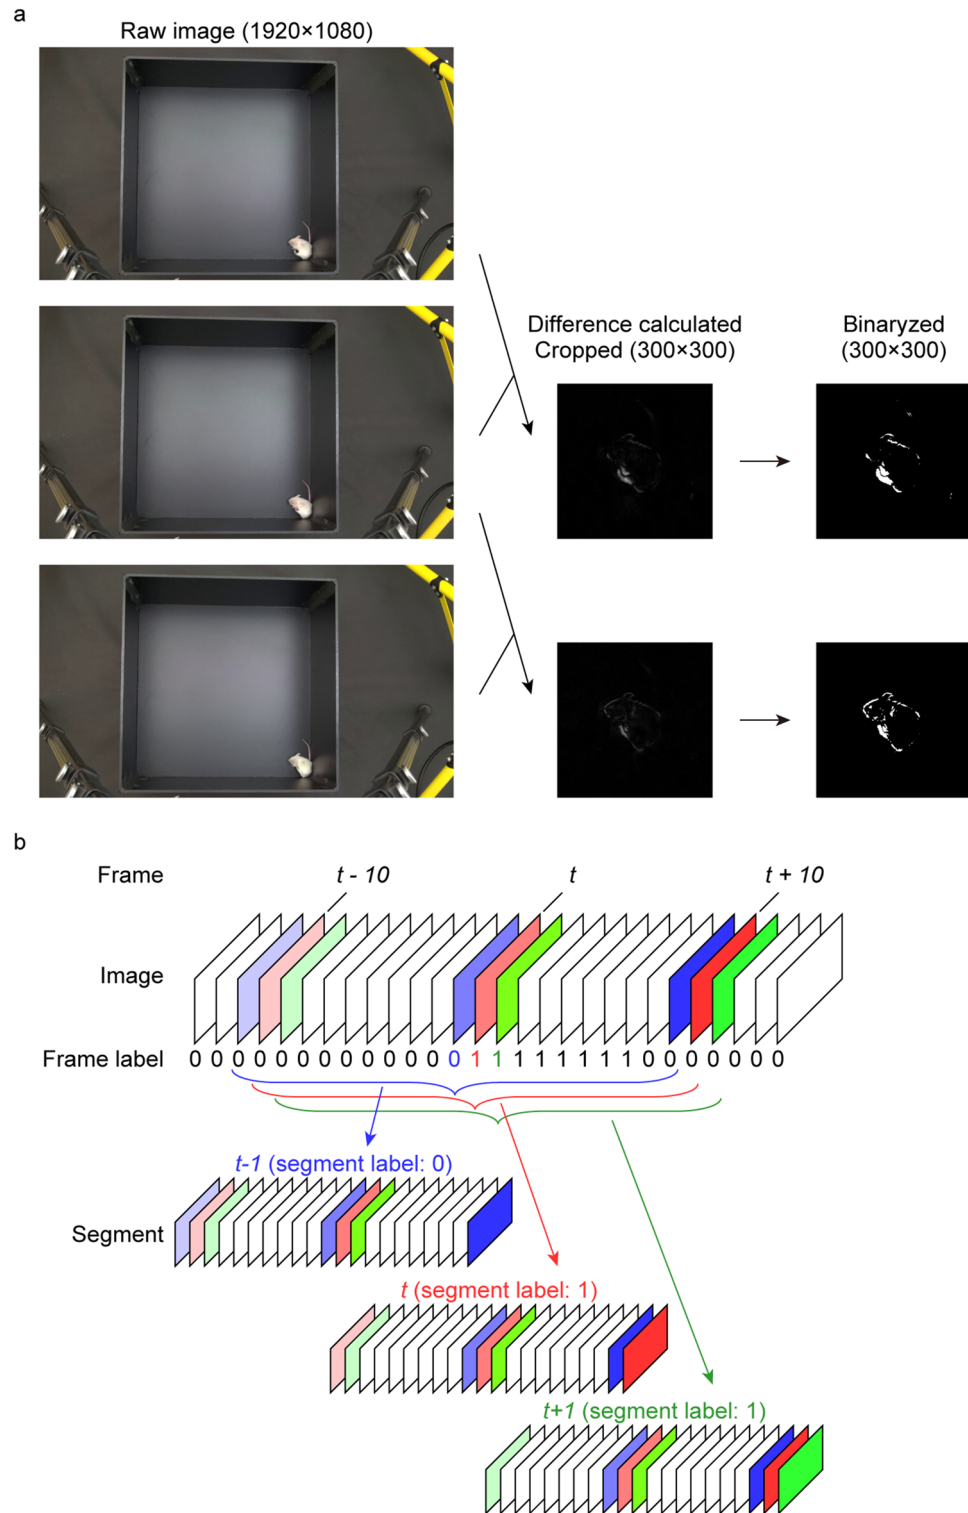 a
Raw image (1920×1080)
Difference calculated
Cropped (300×300)
Binaryzed
(300×300)
b
Frame
t - 10
t
t + 10
Image
Frame label
0 0 0 0 0 0 0 0 0 0 0 0 0 1 1 1 1 1 1 1 1 0 0 0 0 0 0 0
t-1 (segment label: 0)
Segment
t (segment label: 1)
t+1 (segment label: 1)